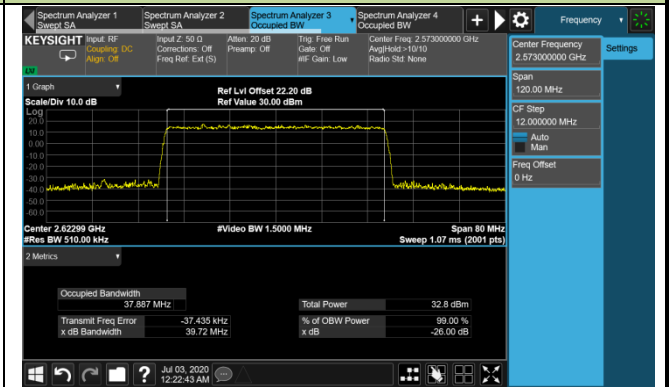 Spectrum Analyzer 1
Swept SA
Spectrum Analyzer 2
Swept SA
Spectrum Analyzer 3
Occupied BW
Spectrum Analyzer 4
Occupied BW
+
Frequency
KEYSIGHT
Input: RF
Coupling: DC
Align: Off
Input Z: 50 Ω
Corrections: Off
Freq Ref: Ext (S)
Atten: 20 dB
Preamp: Off
Trig: Free Run
Gate: Off
#IF Gain: Low
Center Freq: 2.573000000 GHz
Avg|Hold:>10/10
Radio Std: None
LV
Center Frequency
2.573000000 GHz
Settings
Span
120.00 MHz
CF Step
12.000000 MHz
Auto
Man
Freq Offset
0 Hz
1 Graph
Scale/Div 10.0 dB
Ref Lvl Offset 22.20 dB
Ref Value 30.00 dBm
Log
20.0
10.0
0.00
-10.0
-20.0
-30.0
-40.0
-50.0
-60.0
Center 2.62299 GHz
#Res BW 510.00 kHz
#Video BW 1.5000 MHz
Span 80 MHz
Sweep 1.07 ms (2001 pts)
2 Metrics
Occupied Bandwidth
37.887 MHz
Total Power 32.8 dBm
Transmit Freq Error -37.435 kHz
% of OBW Power 99.00 %
x dB Bandwidth 39.72 MHz
x dB -26.00 dB
?
Jul 03, 2020
12:22:43 AM